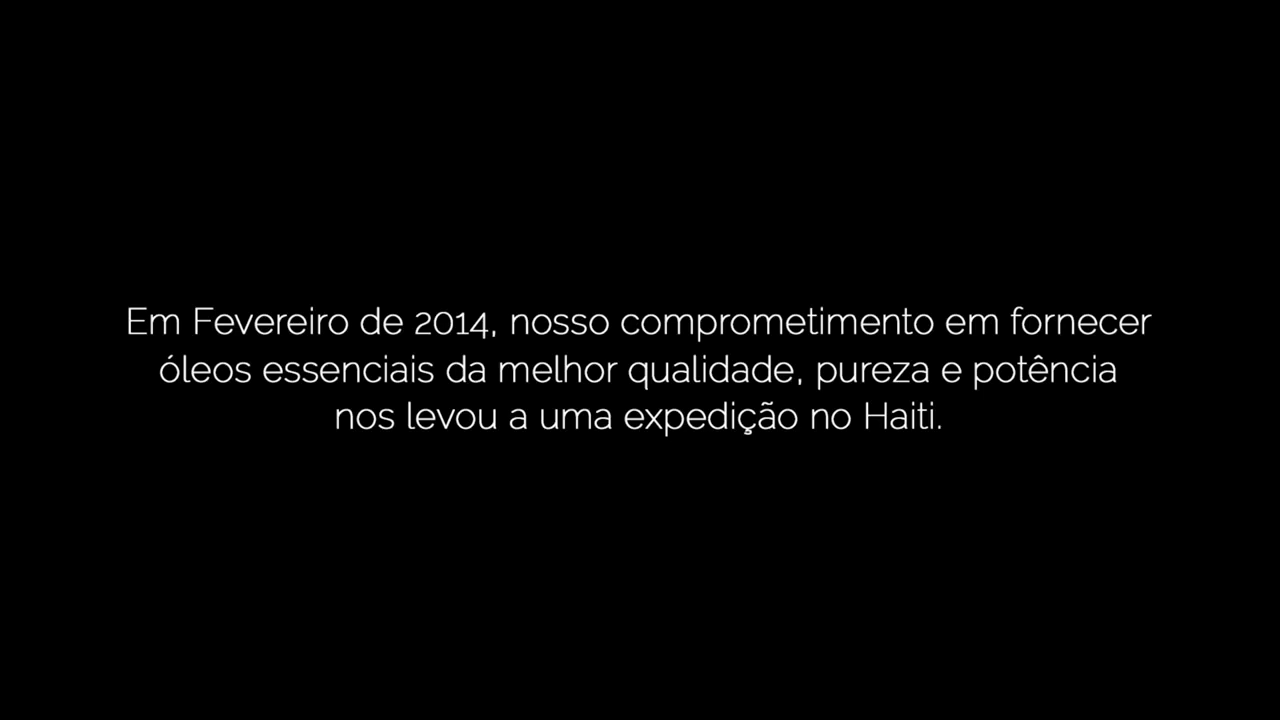 Em Fevereiro de 2014, nosso comprometimento em fornecer
óleos essenciais da melhor qualidade, pureza e potência
nos levou a uma expedição no Haiti.